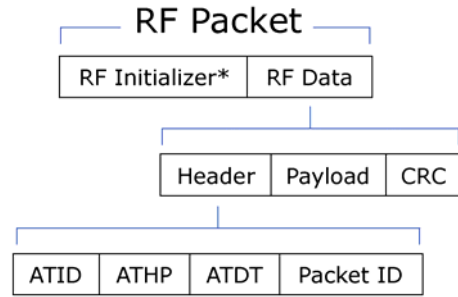 RF Packet
RF Initializer* RF Data
Header Payload CRC
ATID ATHP ATDT Packet ID